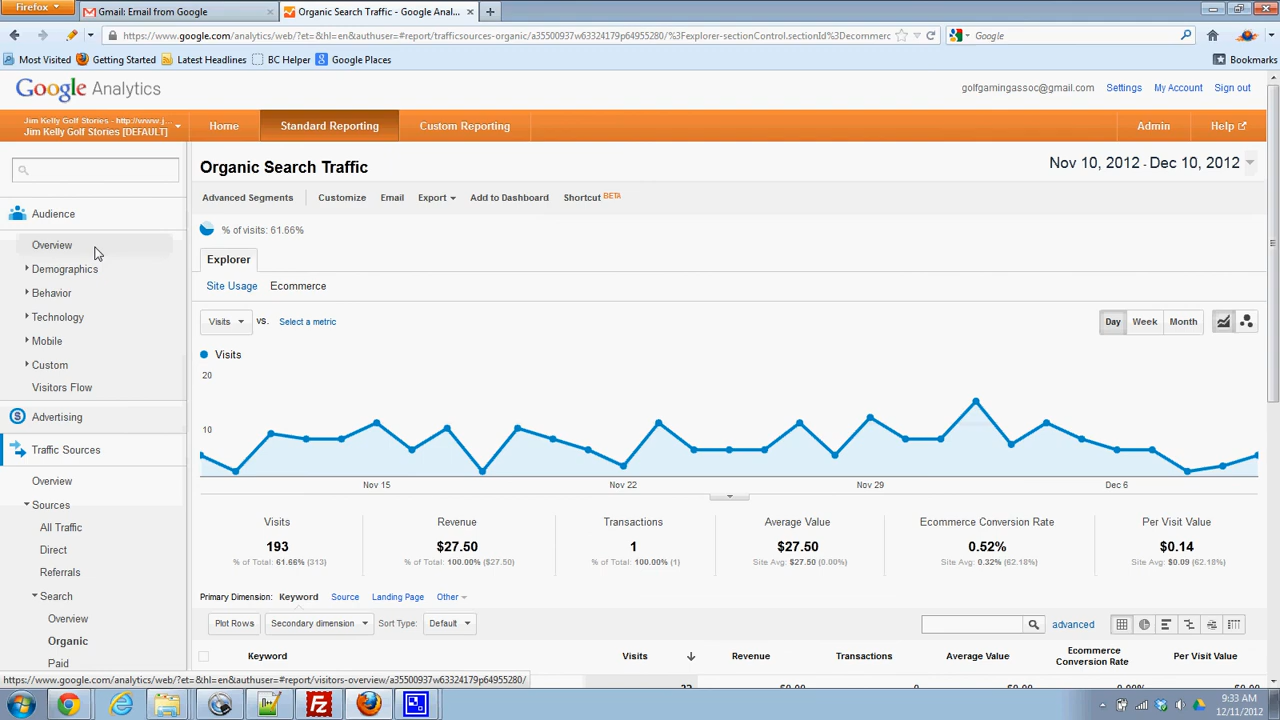 Firefox
Gmail: Email from Google
Organic Search Traffic - Google Anal...
https://www.google.com/analytics/web/?et=&hl=en&authuser=#report/trafficsources-organic/a35500937w63324179p64955280/%3Fexplorer-sectionControl.sectionId%3Decommerc
Google
Most Visited
Getting Started
Latest Headlines
BC Helper
Google Places
Bookmarks
Google Analytics
golfgamingassoc@gmail.com
Settings
My Account
Sign out
Jim Kelly Golf Stories - http://www.j...
Jim Kelly Golf Stories [DEFAULT]
Home
Standard Reporting
Custom Reporting
Admin
Help
Organic Search Traffic
Nov 10, 2012 - Dec 10, 2012
Advanced Segments
Customize
Email
Export
Add to Dashboard
Shortcut BETA
% of visits: 61.66%
Explorer
Site Usage
Ecommerce
Visits
vs.
Select a metric
Day
Week
Month
Visits
20
10
Nov 15
Nov 22
Nov 29
Dec 6
Audience
Overview
Demographics
Behavior
Technology
Mobile
Custom
Visitors Flow
Advertising
Traffic Sources
Overview
Sources
All Traffic
Direct
Referrals
Search
Overview
Organic
Paid
Visits
193
% of Total: 61.66% (313)
Revenue
$27.50
% of Total: 100.00% ($27.50)
Transactions
1
% of Total: 100.00% (1)
Average Value
$27.50
Site Avg: $27.50 (0.00%)
Ecommerce Conversion Rate
0.52%
Site Avg: 0.32% (62.18%)
Per Visit Value
$0.14
Site Avg: $0.09 (62.18%)
Primary Dimension:
Keyword
Source
Landing Page
Other
Plot Rows
Secondary dimension
Sort Type:
Default
advanced
Keyword
Visits
Revenue
Transactions
Average Value
Ecommerce
Conversion Rate
Per Visit Value
https://www.google.com/analytics/web/?et=&hl=en&authuser=#report/visitors-overview/a35500937w63324179p64955280/
9:33 AM
12/11/2012